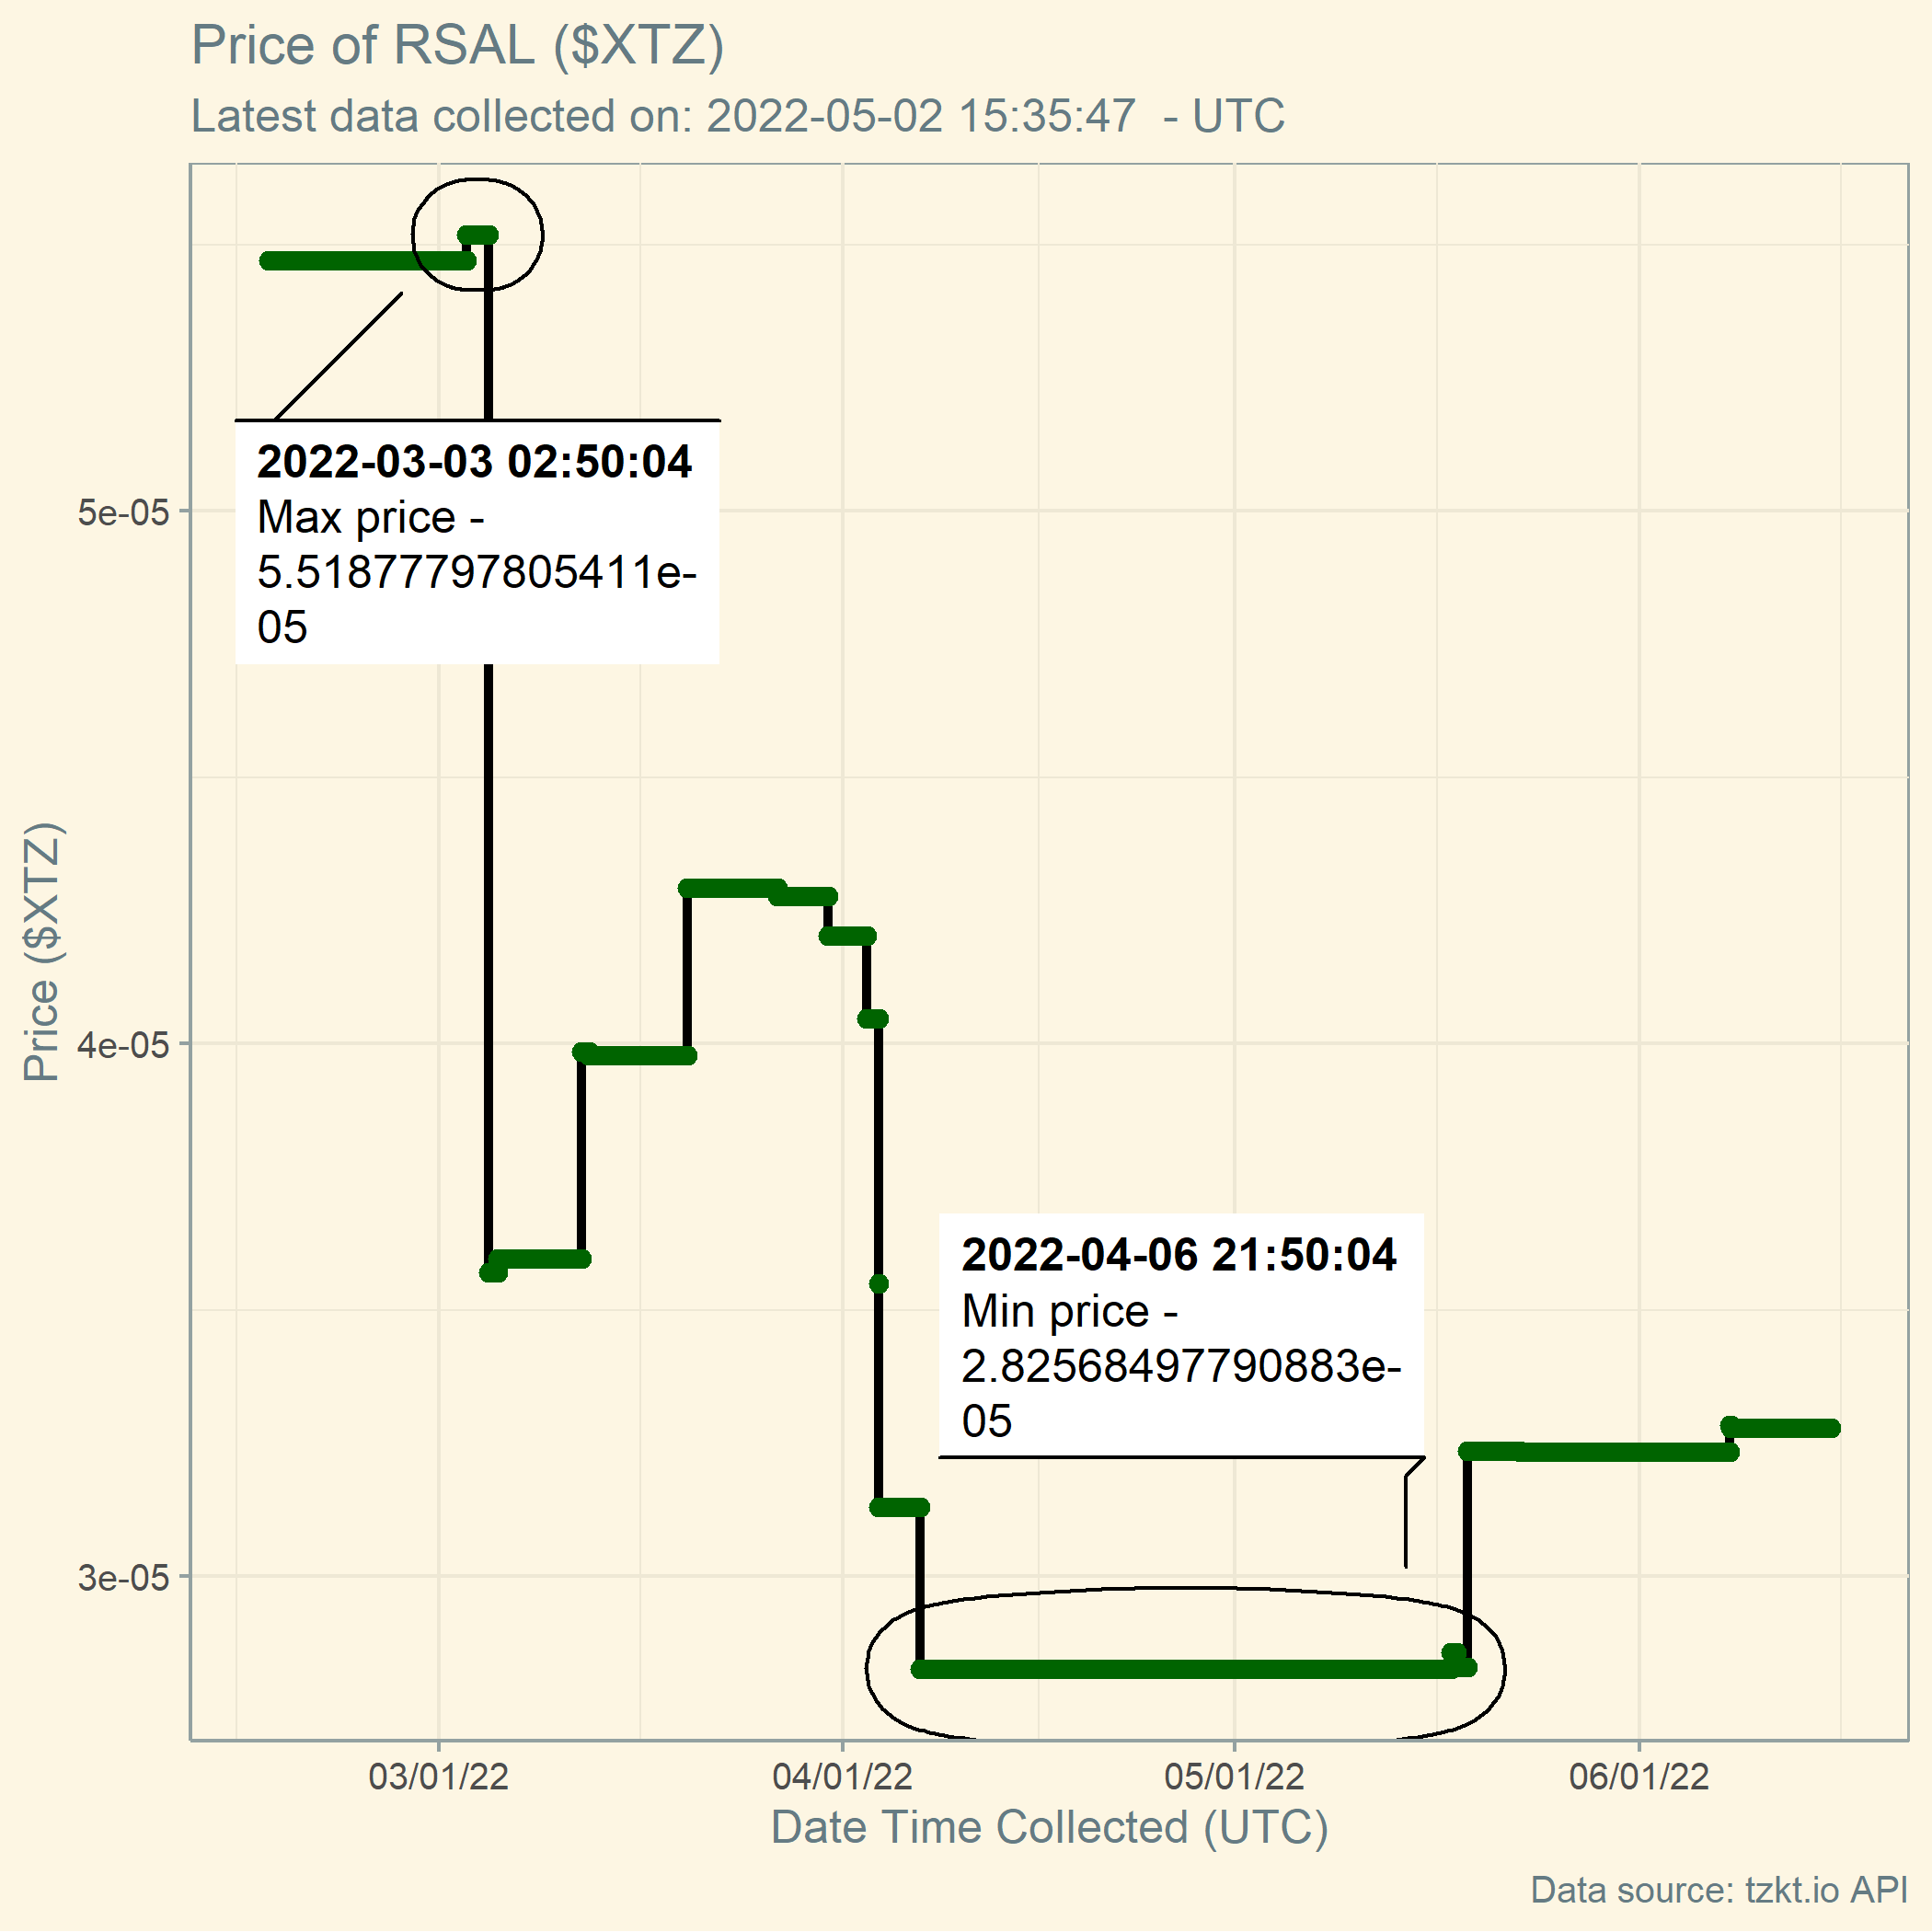 Price of RSAL ($XTZ)
Latest data collected on: 2022-05-02 15:35:47 - UTC
2022-03-03 02:50:04
Max price -
5.51877797805411e-
05
5e-05
4e-05
3e-05
Price ($XTZ)
2022-04-06 21:50:04
Min price -
2.82568497790883e-
05
03/01/22
04/01/22
05/01/22
06/01/22
Date Time Collected (UTC)
Data source: tzkt.io API